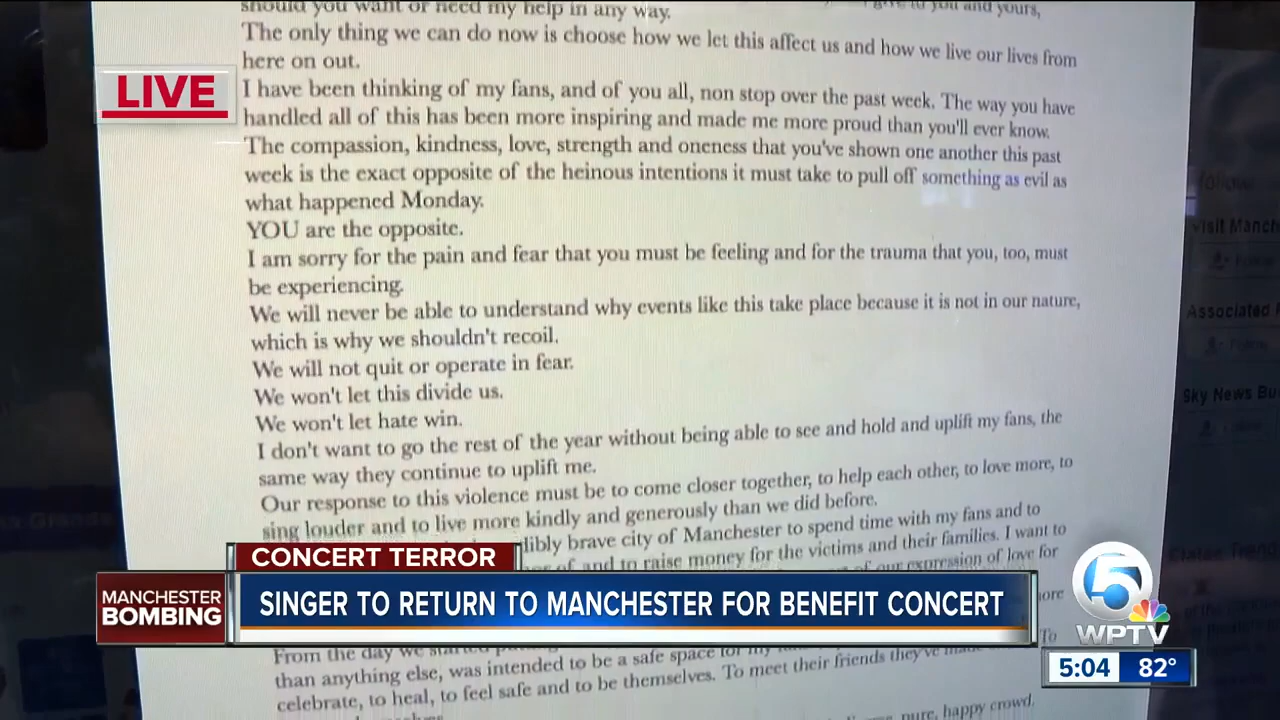 should you want or need my help in any way.
The only thing we can do now is choose how we let this affect us and how we live our lives from
here on out.
I have been thinking of my fans, and of you all, non stop over the past week. The way you have
handled all of this has been more inspiring and made me more proud than you'll ever know.
The compassion, kindness, love, strength and oneness that you've shown one another this past
week is the exact opposite of the heinous intentions it must take to pull off something as evil as
what happened Monday.
YOU are the opposite.
I am sorry for the pain and fear that you must be feeling and for the trauma that you, too, must
be experiencing.
We will never be able to understand why events like this take place because it is not in our nature,
which is why we shouldn't recoil.
We will not quit or operate in fear.
We won't let this divide us.
We won't let hate win.
I don't want to go the rest of the year without being able to see and hold and uplift my fans, the
same way they continue to uplift me.
Our response to this violence must be to come closer together, to help each other, to love more, to
sing louder and to live more kindly and generously than we did before.
brave city of Manchester to spend time with my fans and to
and to raise money for the victims and their families. I want to
of our expression of love for
From the day we started
than anything else, was intended to be a safe space for my
celebrate, to heal, to feel safe and to be themselves. To meet their friends they've
pure, happy crowd.
LIVE
Visit Manch
Associated
Sky News
CONCERT TERROR
MANCHESTER
BOMBING
SINGER TO RETURN TO MANCHESTER FOR BENEFIT CONCERT
5
WPTV
5:04 82°